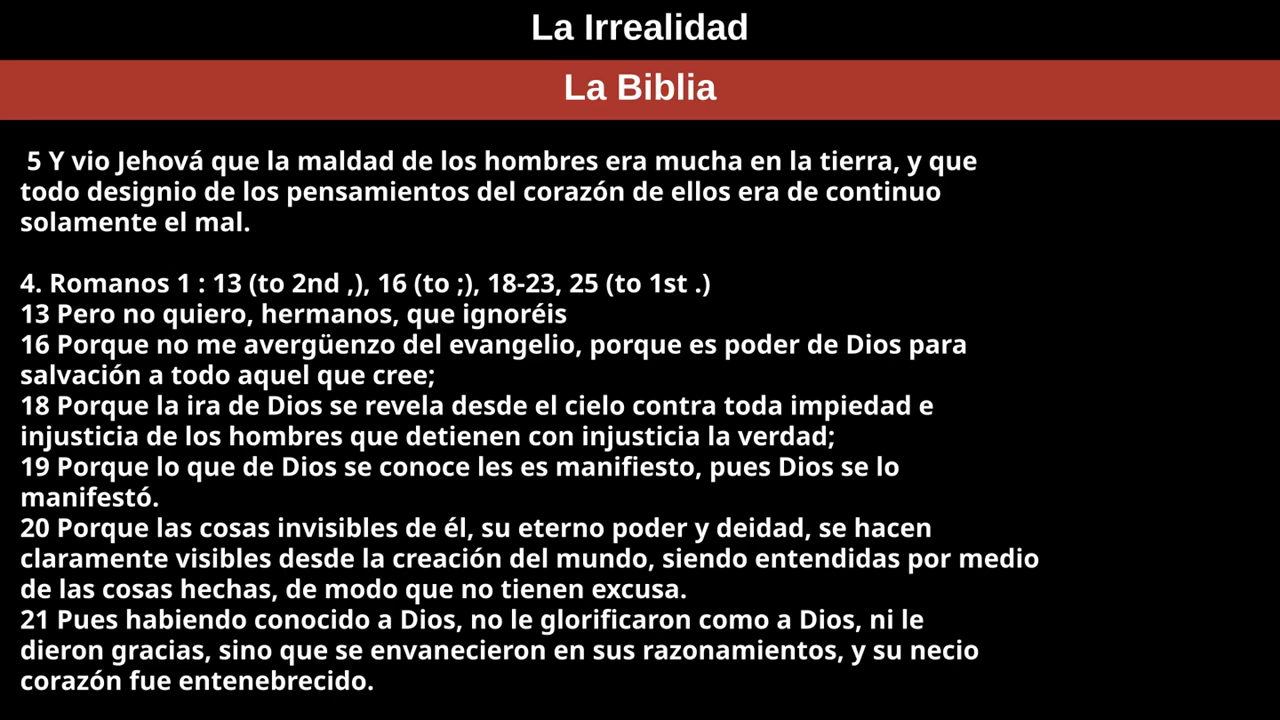 La Irrealidad
La Biblia
5 Y vio Jehová que la maldad de los hombres era mucha en la tierra, y que
todo designio de los pensamientos del corazón de ellos era de continuo
solamente el mal.
4. Romanos 1 : 13 (to 2nd ,), 16 (to ;), 18-23, 25 (to 1st .)
13 Pero no quiero, hermanos, que ignoréis
16 Porque no me avergüenzo del evangelio, porque es poder de Dios para
salvación a todo aquel que cree;
18 Porque la ira de Dios se revela desde el cielo contra toda impiedad e
injusticia de los hombres que detienen con injusticia la verdad;
19 Porque lo que de Dios se conoce les es manifiesto, pues Dios se lo
manifestó.
20 Porque las cosas invisibles de él, su eterno poder y deidad, se hacen
claramente visibles desde la creación del mundo, siendo entendidas por medio
de las cosas hechas, de modo que no tienen excusa.
21 Pues habiendo conocido a Dios, no le glorificaron como a Dios, ni le
dieron gracias, sino que se envanecieron en sus razonamientos, y su necio
corazón fue entenebrecido.